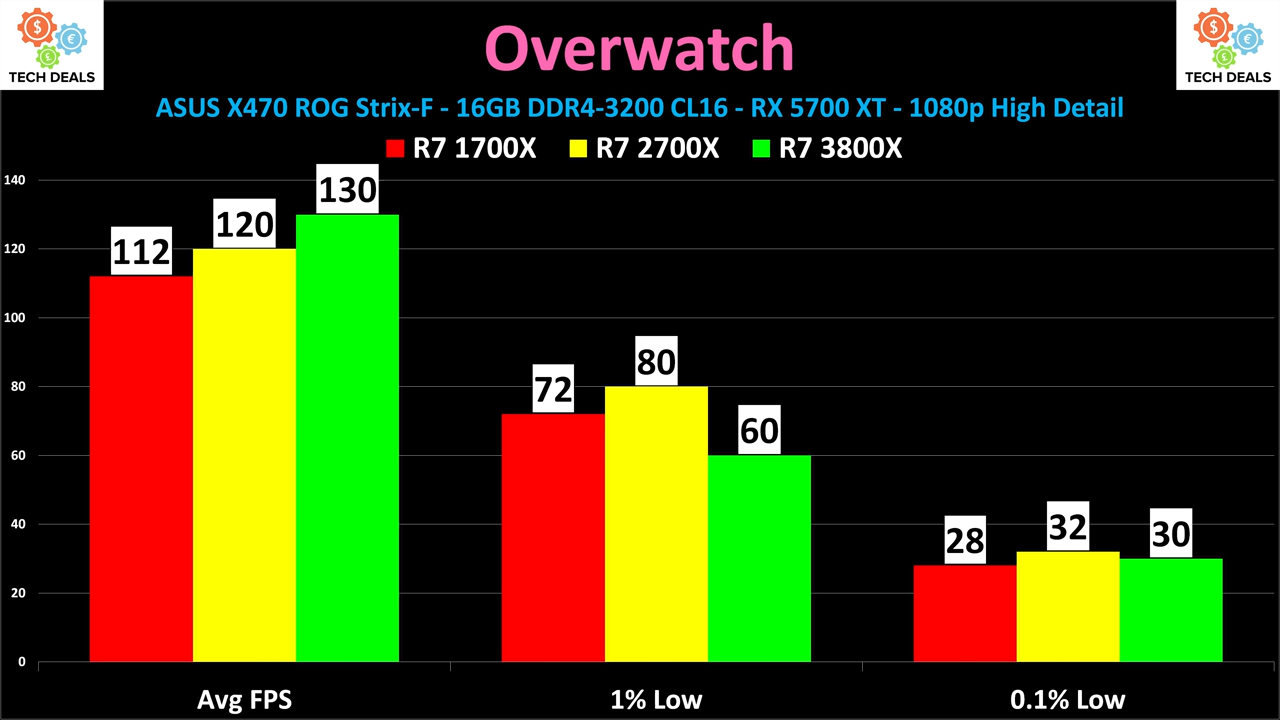 Overwatch
TECH DEALS
TECH DEALS
ASUS X470 ROG Strix-F - 16GB DDR4-3200 CL16 - RX 5700 XT - 1080p High Detail
R7 1700X R7 2700X R7 3800X
140
120
100
80
60
40
20
0
112
120
130
72
80
60
28
32
30
Avg FPS 1% Low 0.1% Low